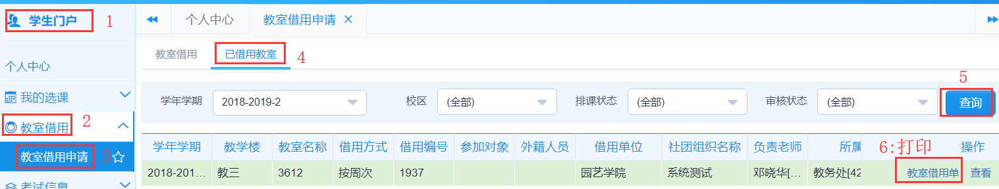 学生门户 1
个人中心 教室借用申请
教室借用 已借用教室 4
个人中心
我的选课
教室借用 2
教室借用申请 3
考试信息
5
学年学期 2018-2019-2 校区 (全部) 排课状态 (全部) 审核状态 (全部) 查询
学年学期 教学楼 教室名称 借用方式 借用编号 参加对象 外籍人员 借用单位 社团组织名称 负责老师 所属 6:打印 操作
2018-201... 教三 3612 按周次 1937 园艺学院 系统测试 邓晓华[... 教务处[42 教室借用单 查看